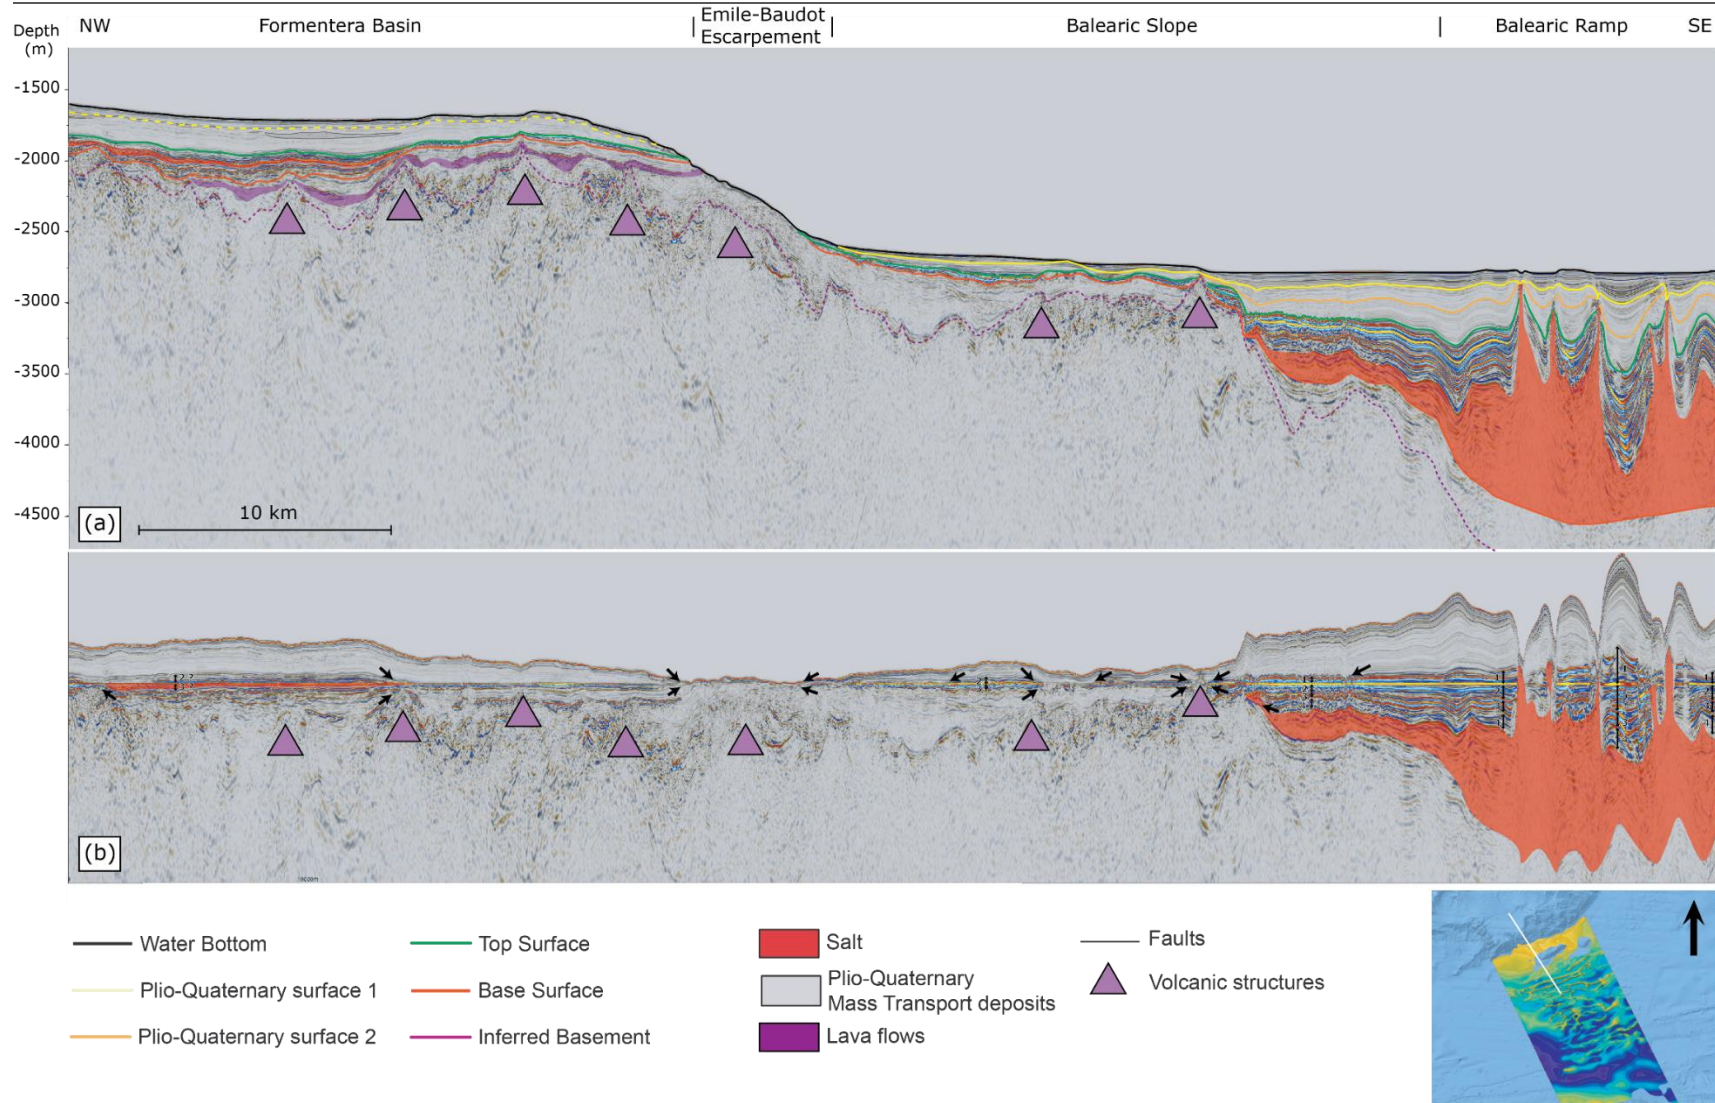 Depth
(m)
NW
Formentera Basin
Emile-Baudot
Escarpement
Balearic Slope
Balearic Ramp
SE
-1500
-2000
-2500
-3000
-3500
-4000
-4500
(a)
10 km
(b)
Water Bottom
Plio-Quaternary surface 1
Plio-Quaternary surface 2
Top Surface
Base Surface
Inferred Basement
Salt
Plio-Quaternary
Mass Transport deposits
Lava flows
Faults
Volcanic structures